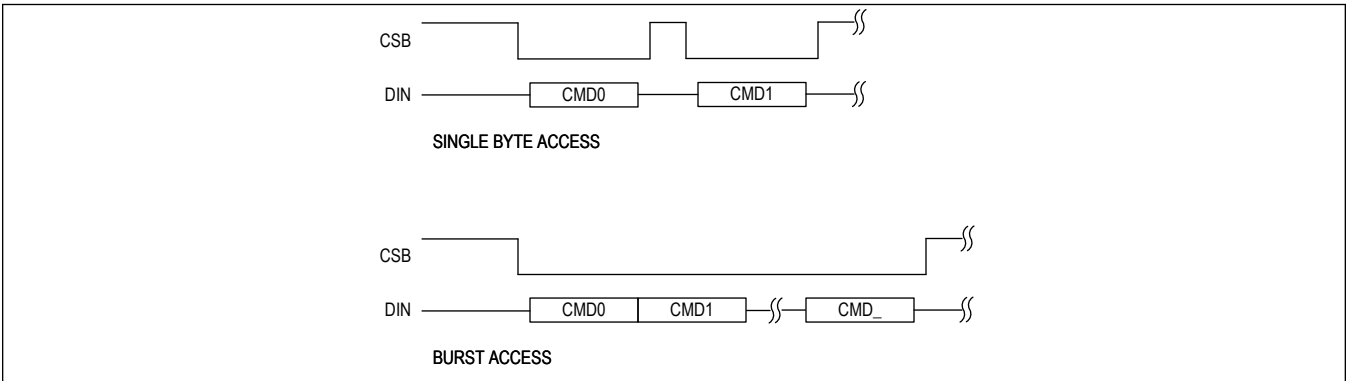 CSB
DIN CMD0 CMD1
SINGLE BYTE ACCESS
CSB
DIN CMD0 CMD1 CMD_
BURST ACCESS